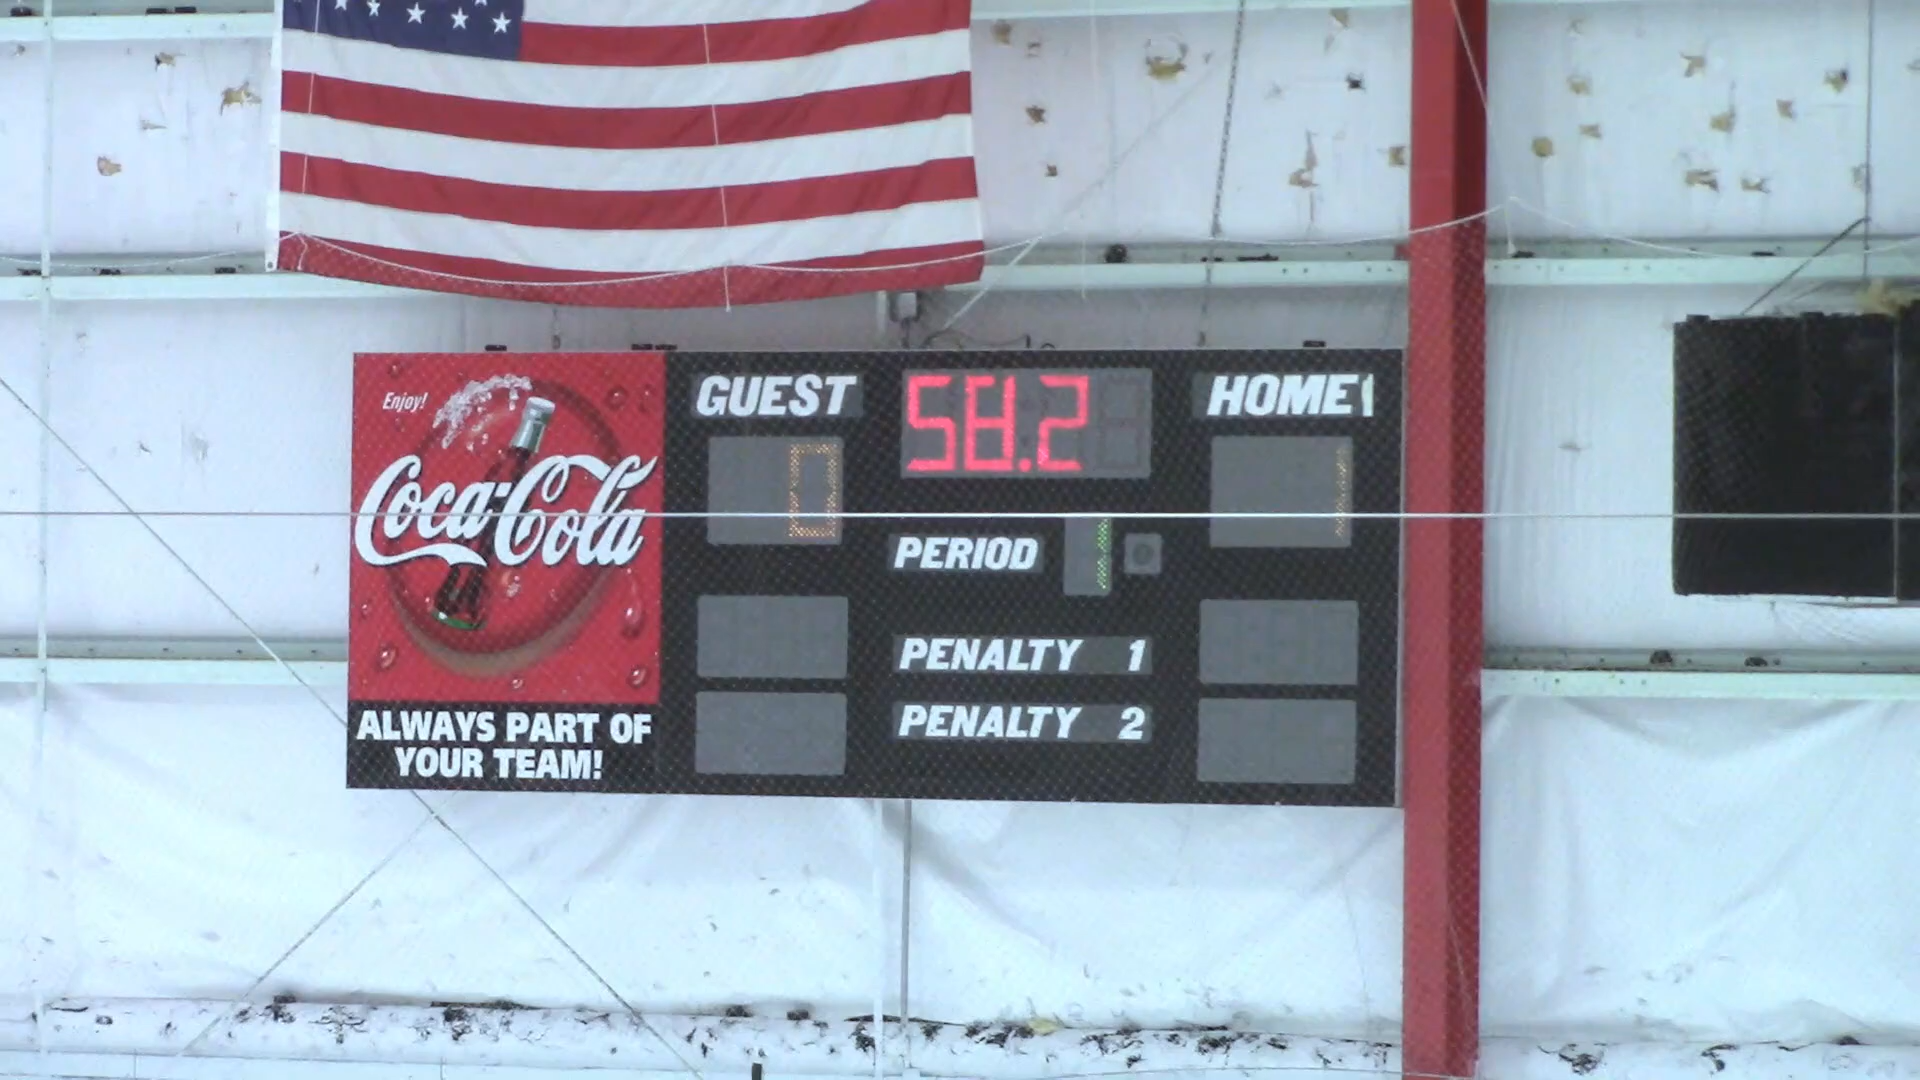 Enjoy!
Coca-Cola
ALWAYS PART OF
YOUR TEAM!
GUEST
58.2
HOME
0
1
PERIOD 1
PENALTY 1
PENALTY 2